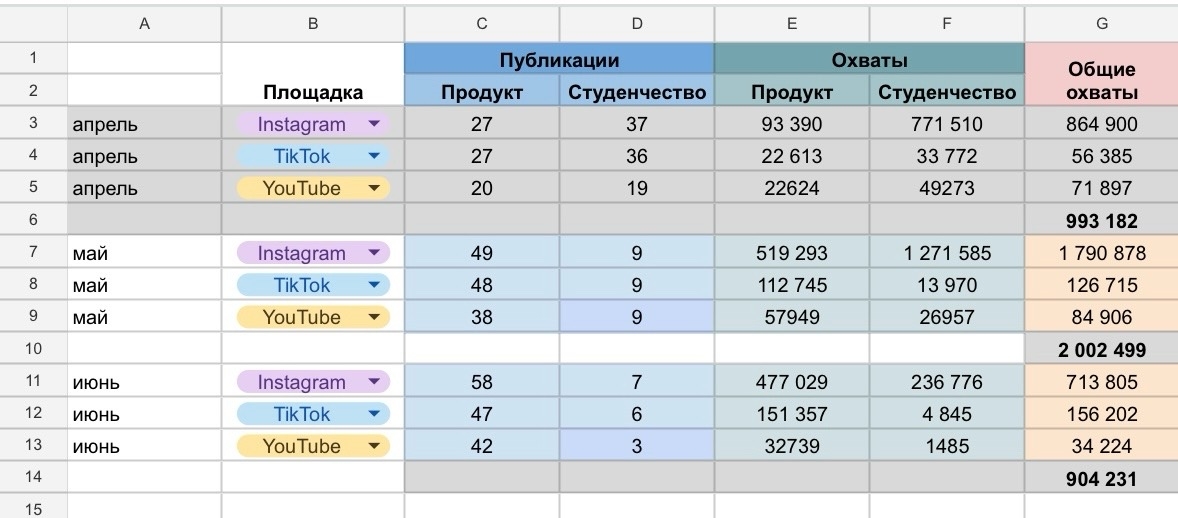 A B C D E F G
1 Публикации Охваты Общие охваты
2 Площадка Продукт Студенчество Продукт Студенчество
3 апрель Instagram 27 37 93 390 771 510 864 900
4 апрель TikTok 27 36 22 613 33 772 56 385
5 апрель YouTube 20 19 22624 49273 71 897
6 993 182
7 май Instagram 49 9 519 293 1 271 585 1 790 878
8 май TikTok 48 9 112 745 13 970 126 715
9 май YouTube 38 9 57949 26957 84 906
10 2 002 499
11 июнь Instagram 58 7 477 029 236 776 713 805
12 июнь TikTok 47 6 151 357 4 845 156 202
13 июнь YouTube 42 3 32739 1485 34 224
14 904 231
15